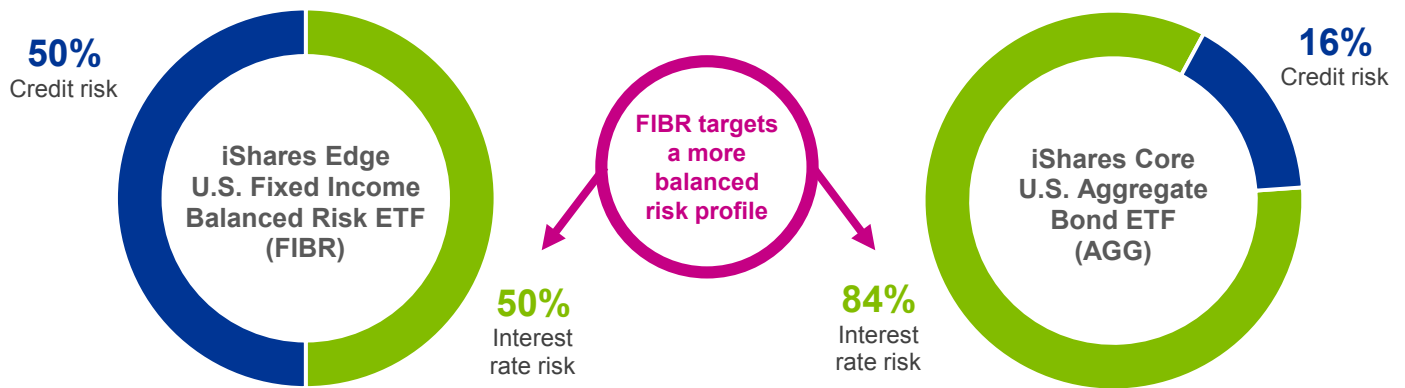 50%
Credit risk
iShares Edge
U.S. Fixed Income
Balanced Risk ETF
(FIBR)
50%
Interest
rate risk
FIBR targets
a more
balanced
risk profile
84%
Interest
rate risk
iShares Core
U.S. Aggregate
Bond ETF
(AGG)
16%
Credit risk